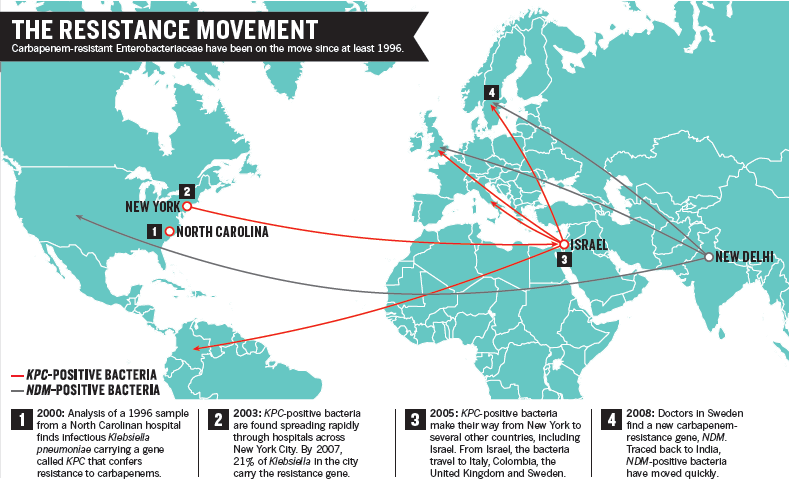 THE RESISTANCE MOVEMENT
Carbapenem-resistant Enterobacteriaceae have been on the move since at least 1996.
4
2
NEW YORK
1
NORTH CAROLINA
ISRAEL
3
NEW DELHI
KPC-POSITIVE BACTERIA
NDM-POSITIVE BACTERIA
1
2000: Analysis of a 1996 sample
from a North Carolinan hospital
finds infectious Klebsiella
pneumoniae carrying a gene
called KPC that confers
resistance to carbapenems.
2
2003: KPC-positive bacteria
are found spreading rapidly
through hospitals across
New York City. By 2007,
21% of Klebsiella in the city
carry the resistance gene.
3
2005: KPC-positive bacteria
make their way from New York to
several other countries, including
Israel. From Israel, the bacteria
travel to Italy, Colombia, the
United Kingdom and Sweden.
4
2008: Doctors in Sweden
find a new carbapenem-
resistance gene, NDM.
Traced back to India,
NDM-positive bacteria
have moved quickly.